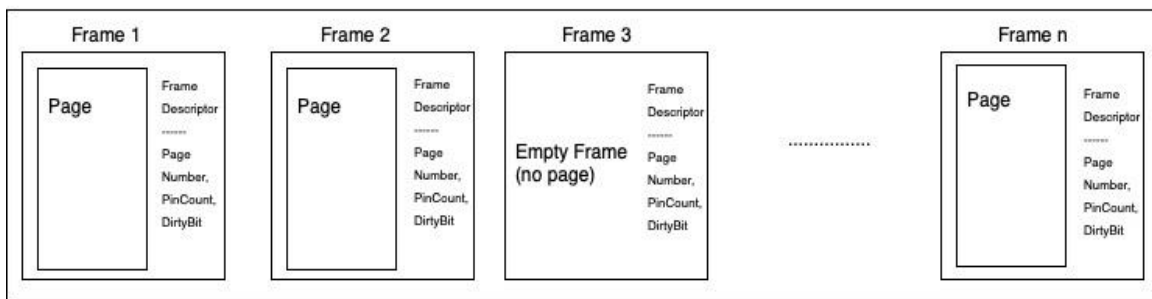 Frame 1
Page
Frame
Descriptor
------
Page
Number,
PinCount,
DirtyBit
Frame 2
Page
Frame
Descriptor
------
Page
Number,
PinCount,
DirtyBit
Frame 3
Empty Frame
(no page)
Frame
Descriptor
------
Page
Number,
PinCount,
DirtyBit
................
Frame n
Page
Frame
Descriptor
------
Page
Number,
PinCount,
DirtyBit